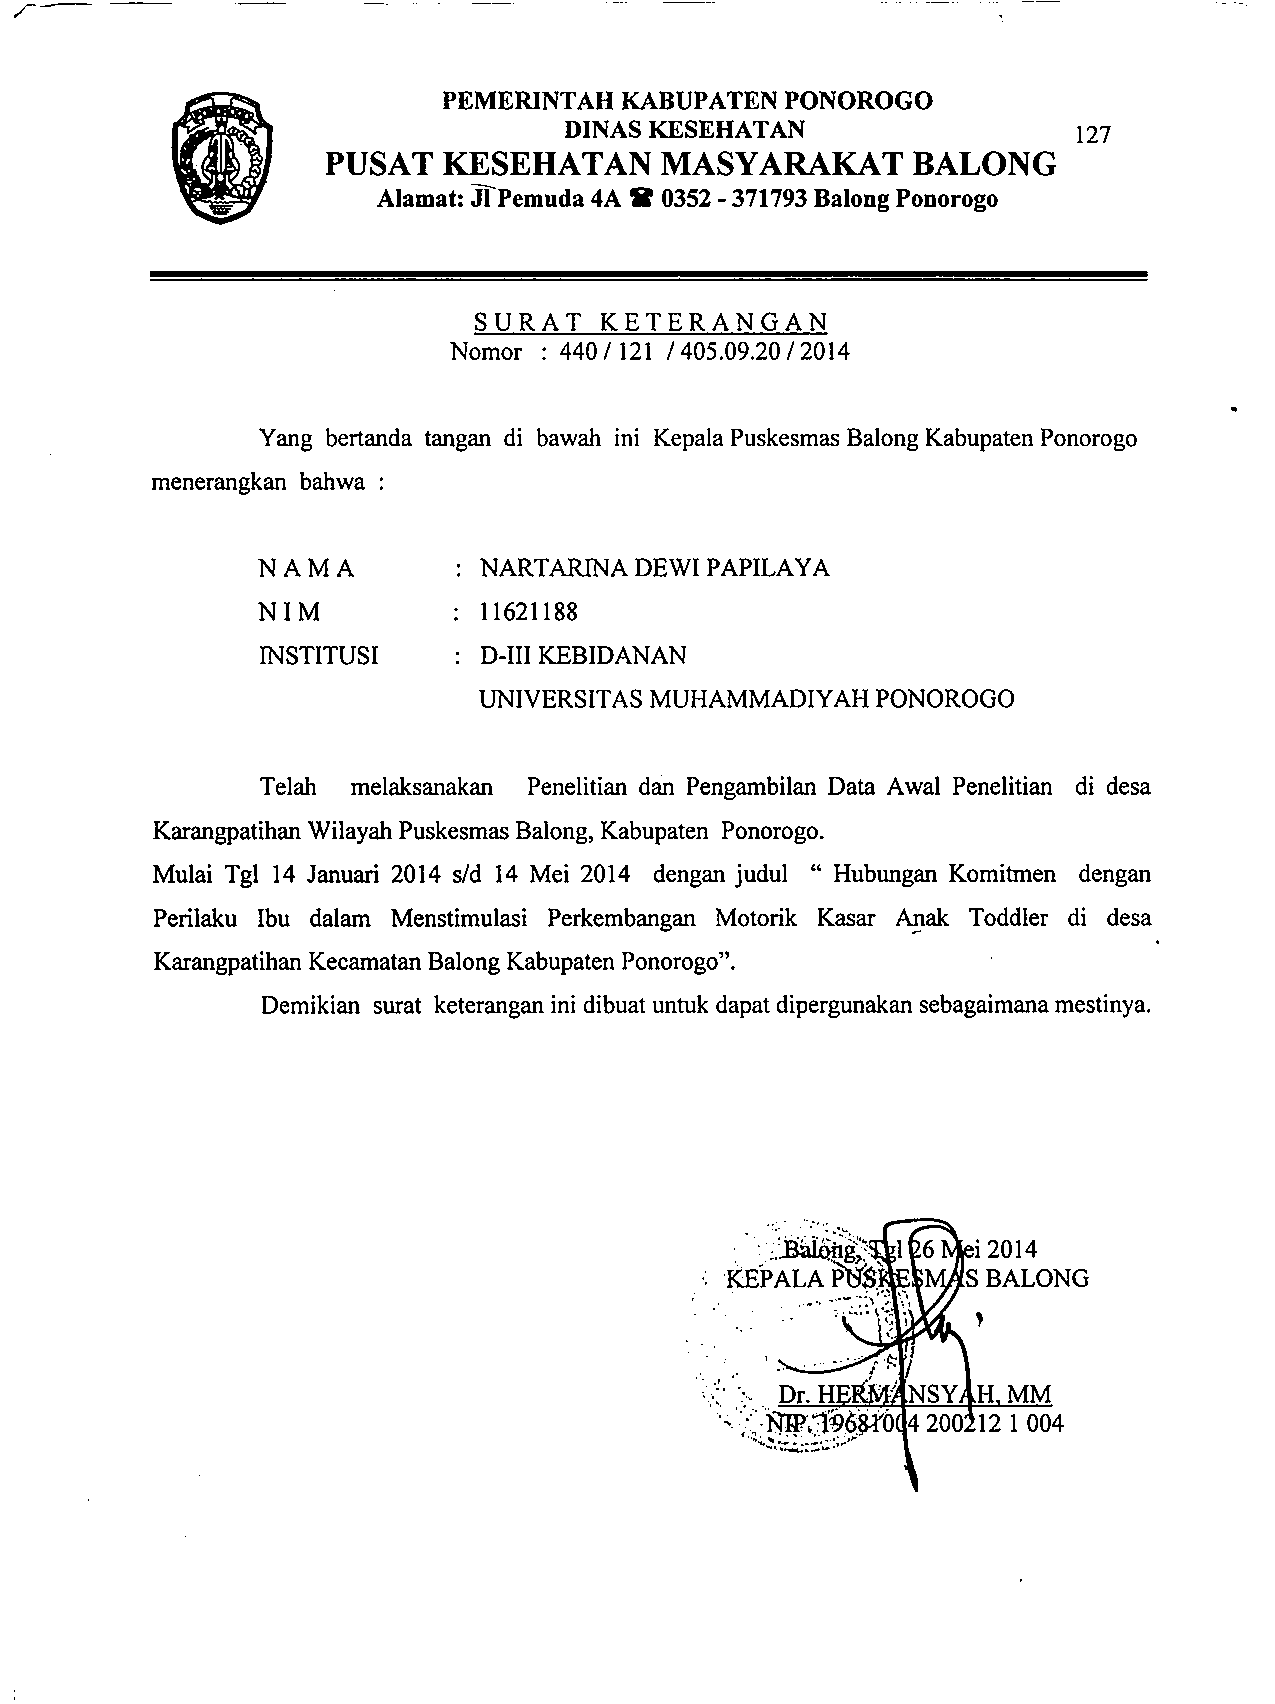 PEMERINTAH KABUPATEN PONOROGO
DINAS KESEHATAN
127
PUSAT KESEHATAN MASYARAKAT BALONG
Alamat: Jl Pemuda 4A ☎ 0352 - 371793 Balong Ponorogo
SURAT KETERANGAN
Nomor : 440 / 121 / 405.09.20 / 2014
Yang bertanda tangan di bawah ini Kepala Puskesmas Balong Kabupaten Ponorogo
menerangkan bahwa :
N A M A : NARTARINA DEWI PAPILAYA
N I M : 11621188
INSTITUSI : D-III KEBIDANAN
UNIVERSITAS MUHAMMADIYAH PONOROGO
Telah melaksanakan Penelitian dan Pengambilan Data Awal Penelitian di desa
Karangpatihan Wilayah Puskesmas Balong, Kabupaten Ponorogo.
Mulai Tgl 14 Januari 2014 s/d 14 Mei 2014 dengan judul “ Hubungan Komitmen dengan
Perilaku Ibu dalam Menstimulasi Perkembangan Motorik Kasar Anak Toddler di desa
Karangpatihan Kecamatan Balong Kabupaten Ponorogo”.
Demikian surat keterangan ini dibuat untuk dapat dipergunakan sebagaimana mestinya.
Balong, Tgl 26 Mei 2014
KEPALA PUSKESMAS BALONG
Dr. HERMANSYAH, MM
NIP. 19681004 200212 1 004